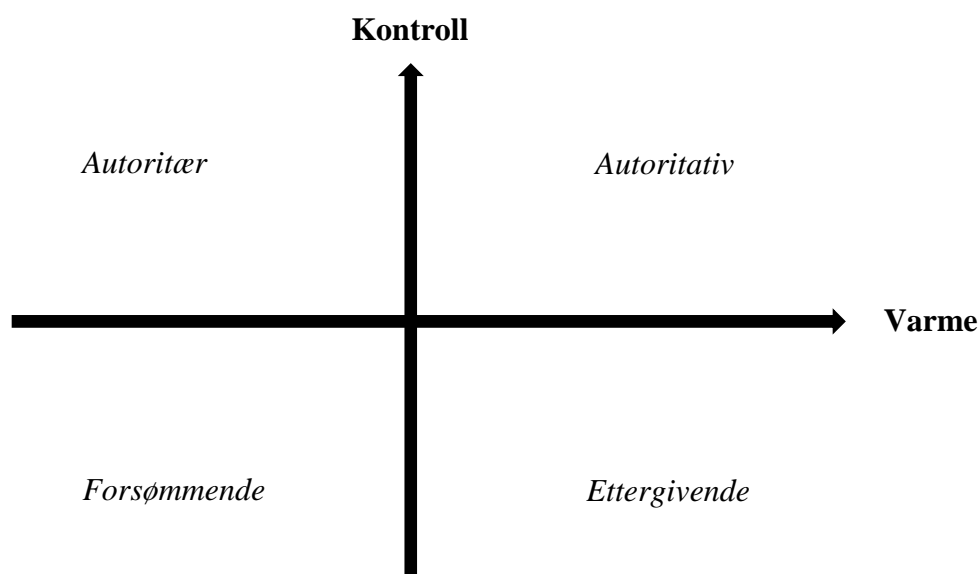 Kontroll
Autoritær
Autoritativ
Varme
Forsømmende
Ettergivende